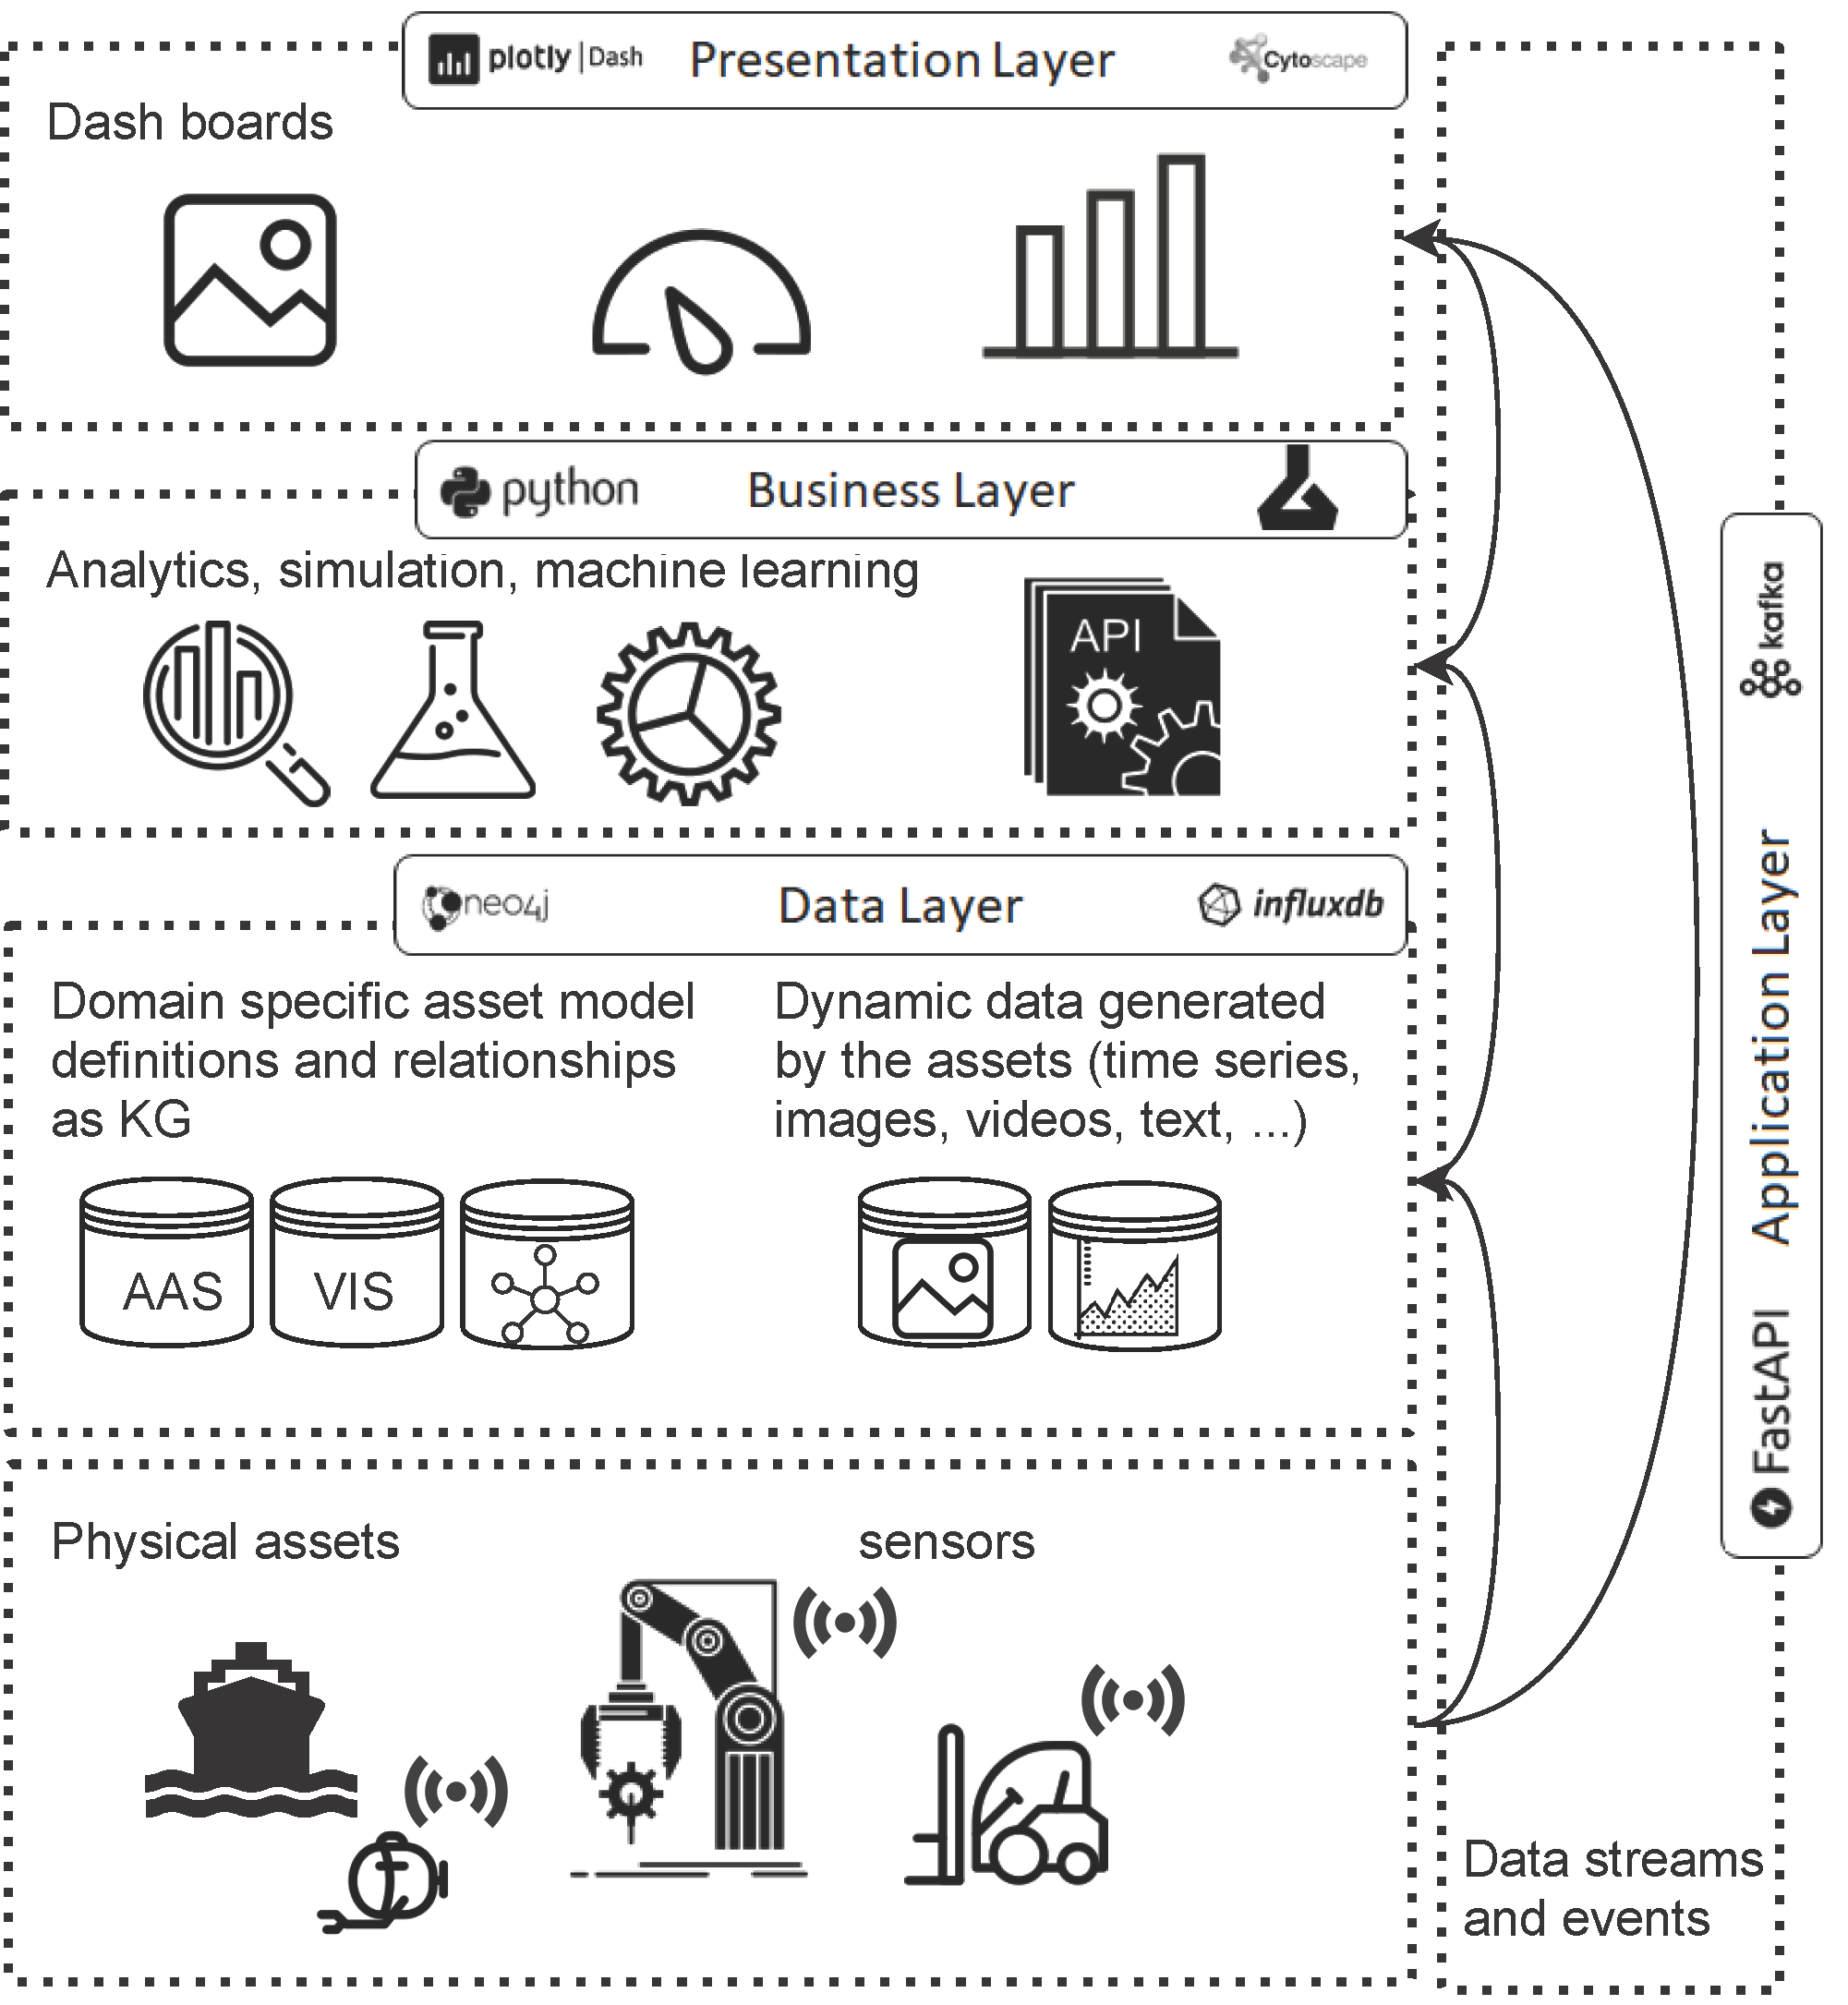 plotly | Dash Presentation Layer Cytoscape
Dash boards
python Business Layer
Analytics, simulation, machine learning
API
neo4j Data Layer influxdb
Domain specific asset model
definitions and relationships
as KG
Dynamic data generated
by the assets (time series,
images, videos, text, ...)
AAS VIS
Physical assets
sensors
Data streams
and events
FastAPI Application Layer kafka